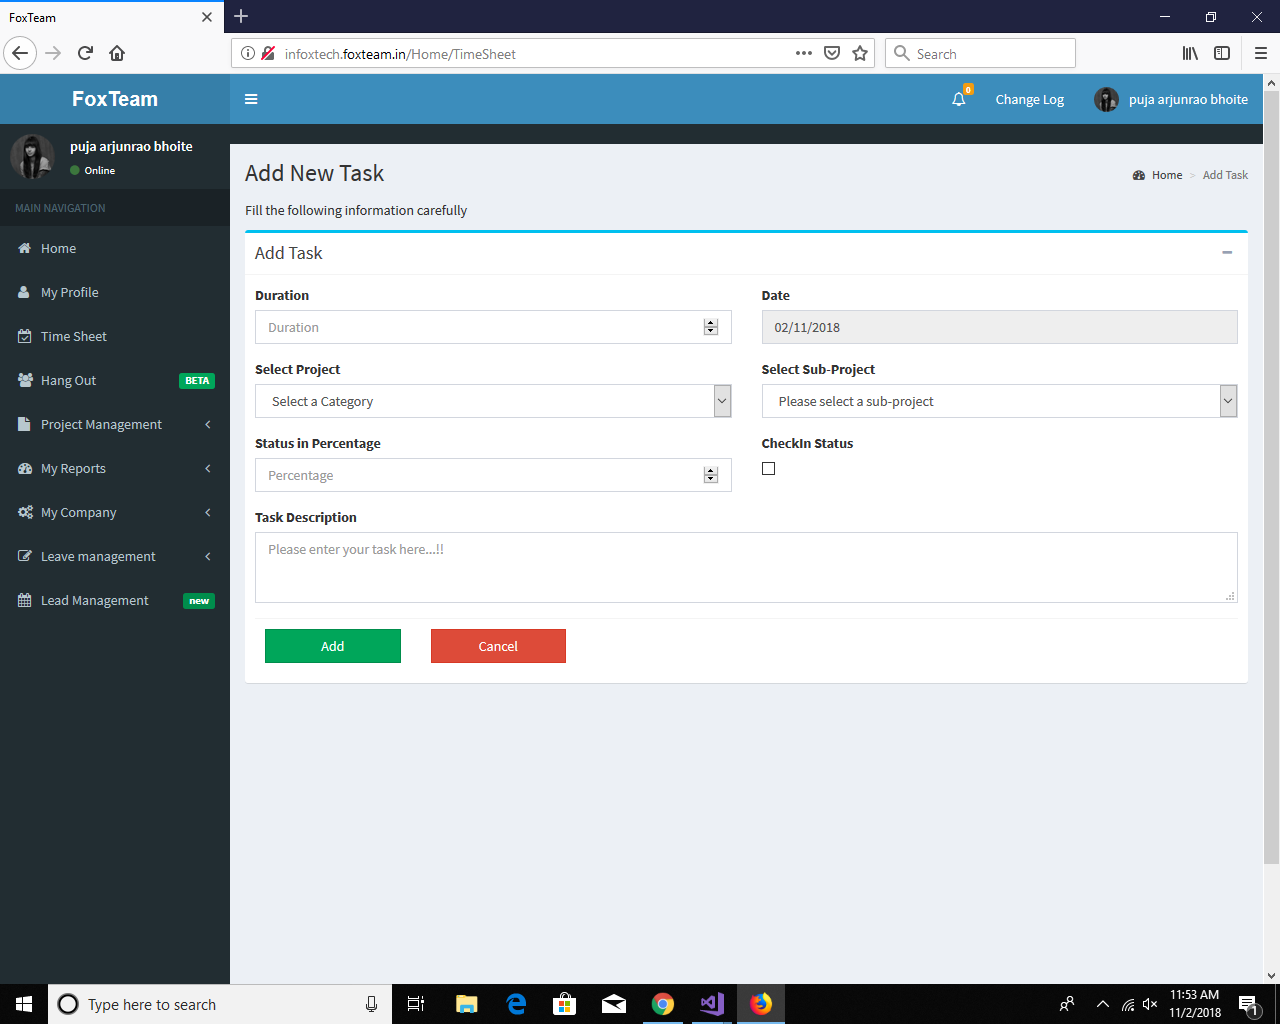 FoxTeam
infoxtech.foxteam.in/Home/TimeSheet
Search
FoxTeam
0
Change Log
puja arjunrao bhoite
puja arjunrao bhoite
Online
MAIN NAVIGATION
Home
My Profile
Time Sheet
Hang Out BETA
Project Management
My Reports
My Company
Leave management
Lead Management new
Add New Task
Home > Add Task
Fill the following information carefully
Add Task
Duration
Duration
Date
02/11/2018
Select Project
Select a Category
Select Sub-Project
Please select a sub-project
Status in Percentage
Percentage
CheckIn Status
Task Description
Please enter your task here...!!
Add
Cancel
Type here to search
11:53 AM
11/2/2018
1